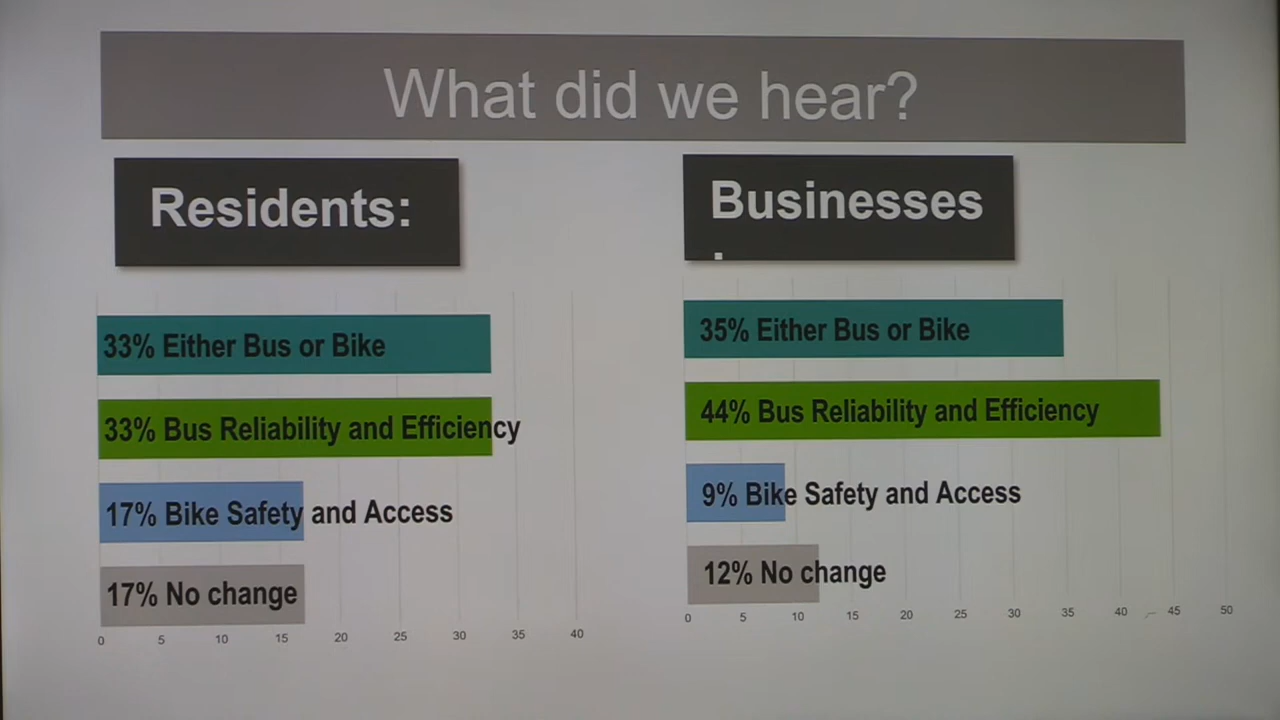 What did we hear?
Residents:
33% Either Bus or Bike
33% Bus Reliability and Efficiency
17% Bike Safety and Access
17% No change
0 5 10 15 20 25 30 35 40
Businesses
:
35% Either Bus or Bike
44% Bus Reliability and Efficiency
9% Bike Safety and Access
12% No change
0 5 10 15 20 25 30 35 40 45 50